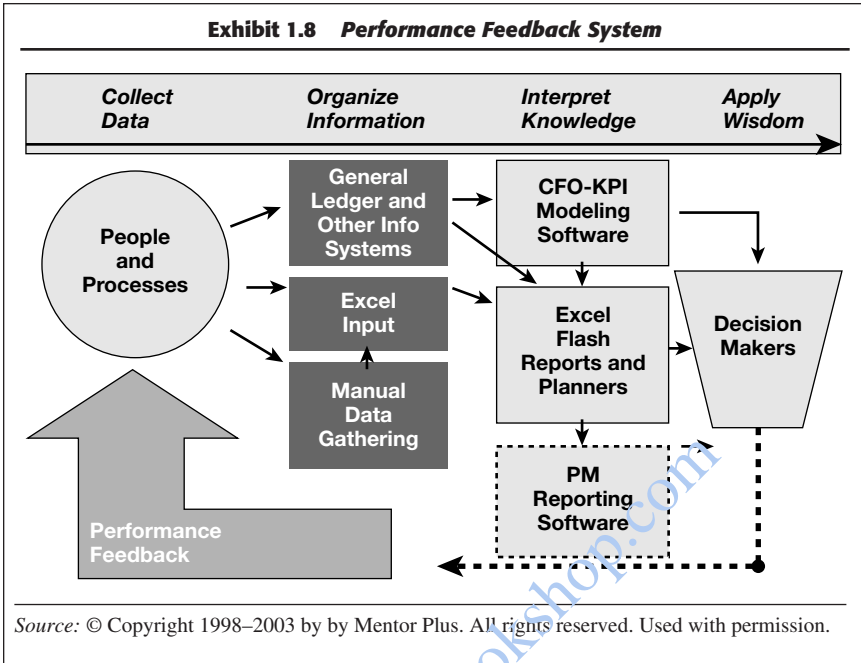 Exhibit 1.8 Performance Feedback System
Collect
Data
Organize
Information
Interpret
Knowledge
Apply
Wisdom
People
and
Processes
General
Ledger and
Other Info
Systems
Excel
Input
Manual
Data
Gathering
CFO-KPI
Modeling
Software
Excel
Flash
Reports and
Planners
PM
Reporting
Software
Decision
Makers
Performance
Feedback
Source: © Copyright 1998–2003 by by Mentor Plus. All rights reserved. Used with permission.
okshop.com